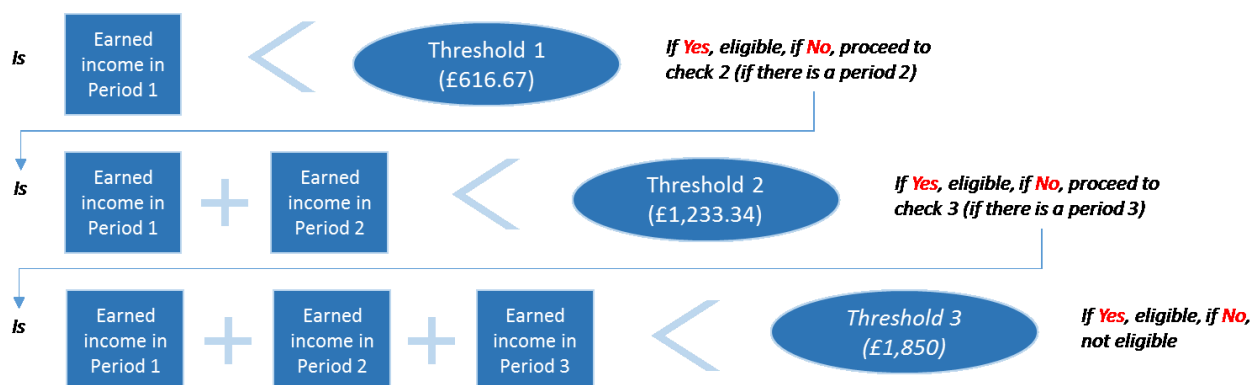 Is
Earned
income in
Period 1
<
Threshold 1
(£616.67)
If Yes, eligible, if No, proceed to
check 2 (if there is a period 2)
Is
Earned
income in
Period 1
+
Earned
income in
Period 2
<
Threshold 2
(£1,233.34)
If Yes, eligible, if No, proceed to
check 3 (if there is a period 3)
Is
Earned
income in
Period 1
+
Earned
income in
Period 2
+
Earned
income in
Period 3
<
Threshold 3
(£1,850)
If Yes, eligible, if No,
not eligible